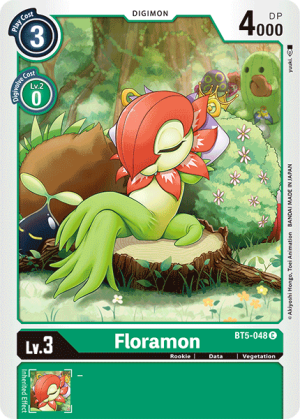 DIGIMON
Play Cost
3
DP
4000
Digivolve Cost
Lv.2
0
yuuki.
©Akiyoshi Hongo, Toei Animation BANDAI MADE IN JAPAN
BT5-048 C
Lv.3
Floramon
Rookie | Data | Vegetation
Inherited Effect
–